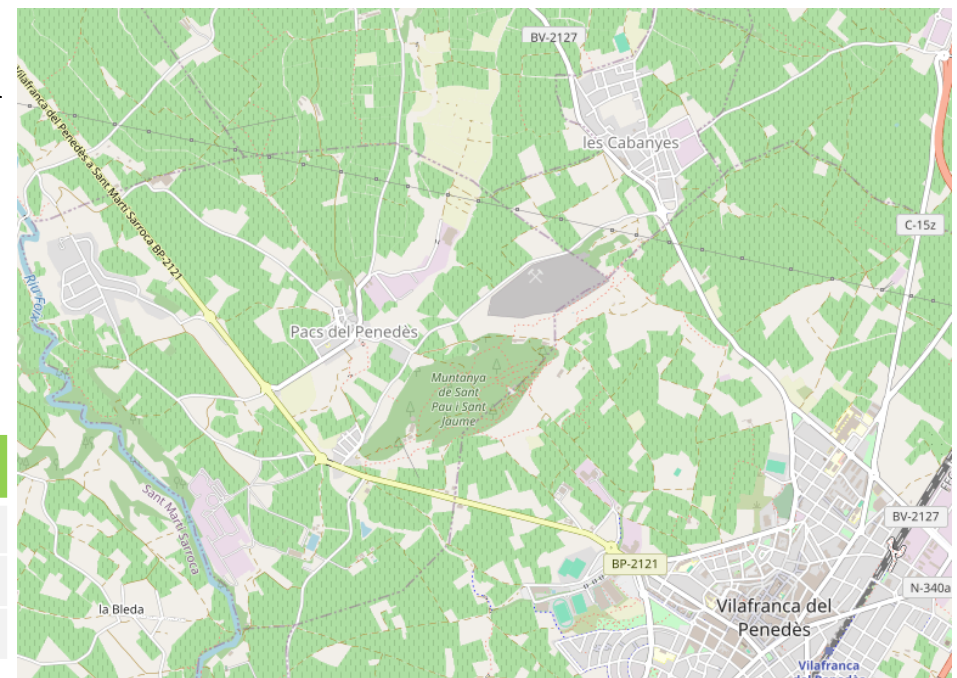 BV-2127
les Cabanyes
Vilafranca del Penedès a Sant Martí Sarroca BP-2121
C-15z
Riu Foix
Pacs del Penedès
Muntanya
de Sant
Pau i Sant
Jaume
Sant Martí Sarroca
BV-2127
BP-2121
N-340a
la Bleda
Vilafranca del
Penedès
Vilafranca
del Penedès